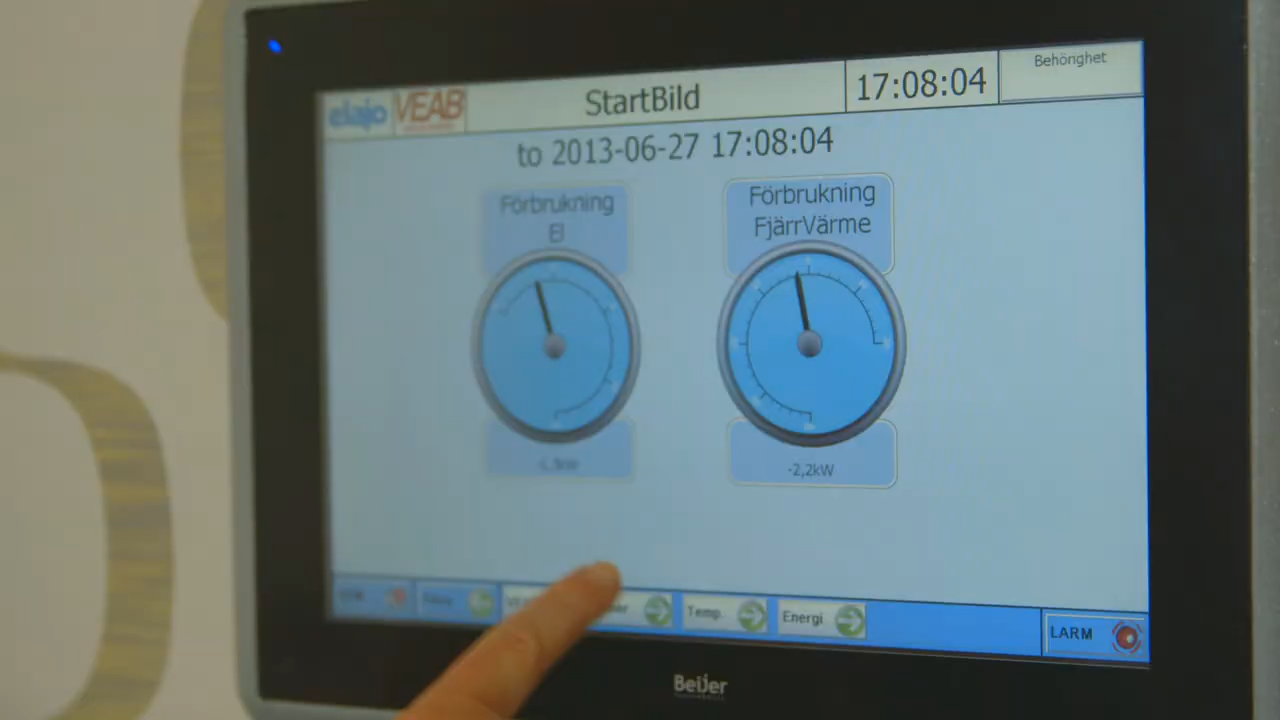 elajo
VEAB
StartBild
17:08:04
Behörighet
to 2013-06-27 17:08:04
Förbrukning
El
Förbrukning
FjärrVärme
-2,2kW
Temp.
Energi
LARM
Beijer